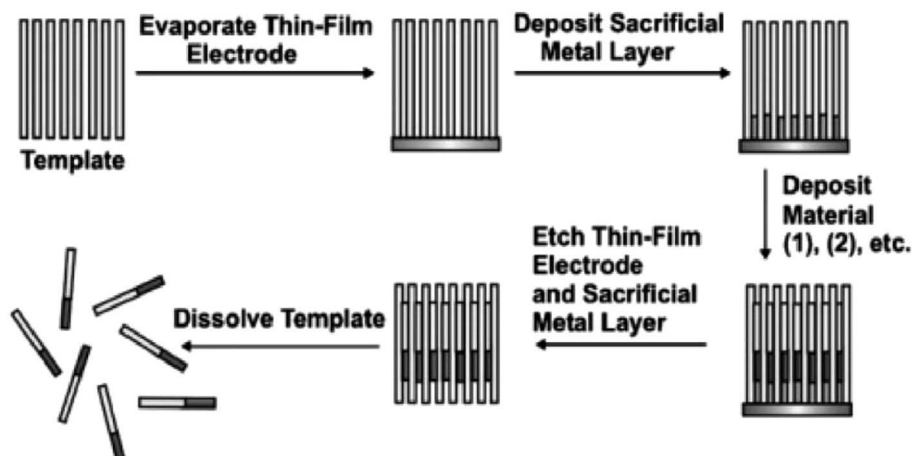 Evaporate Thin-Film
Electrode
Deposit Sacrificial
Metal Layer
Template
Deposit
Material
(1), (2), etc.
Etch Thin-Film
Electrode
and Sacrificial
Metal Layer
Dissolve Template